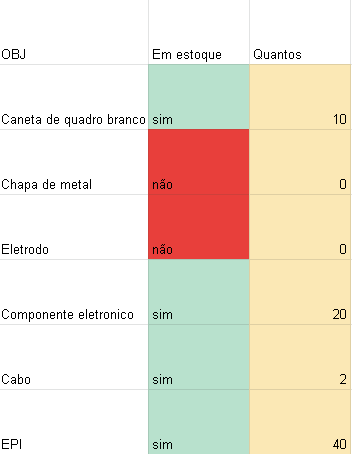 OBJ Em estoque Quantos
Caneta de quadro branco sim 10
Chapa de metal não 0
Eletrodo não 0
Componente eletronico sim 20
Cabo sim 2
EPI sim 40